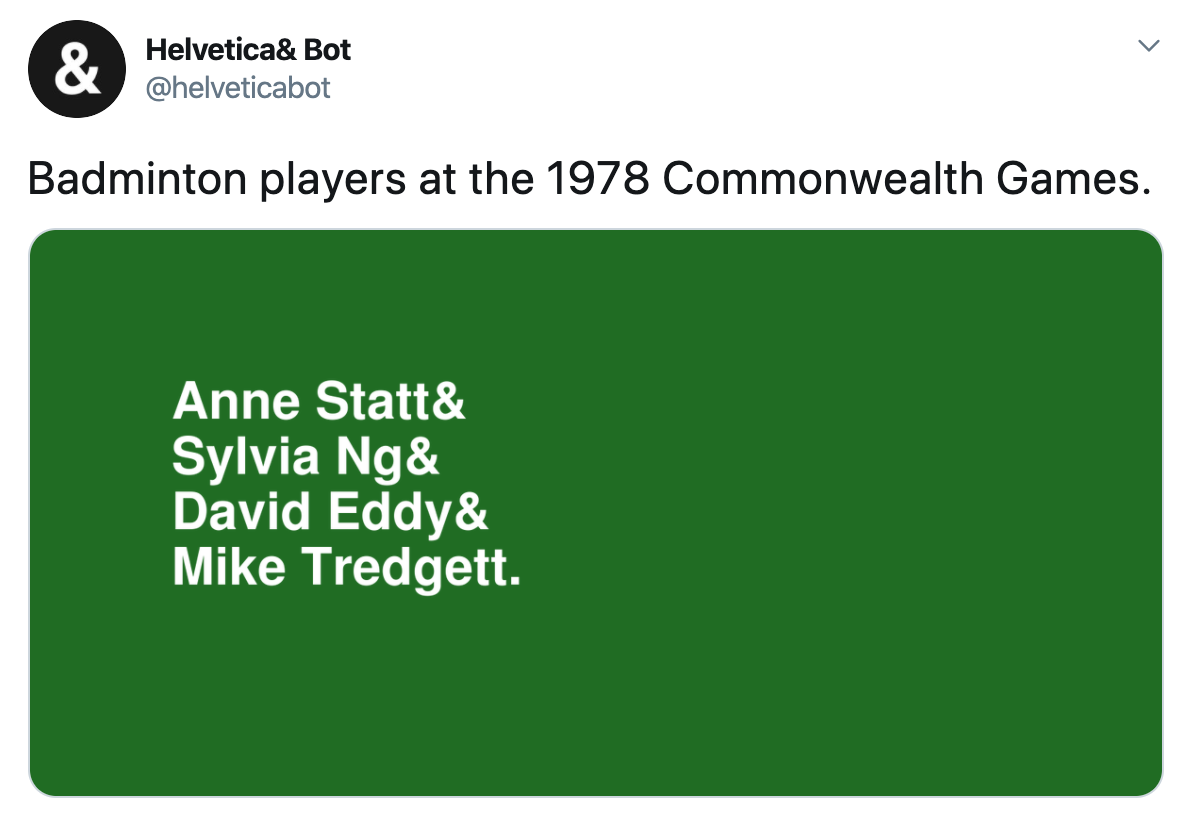 &
Helvetica& Bot
@helveticabot
Badminton players at the 1978 Commonwealth Games.
Anne Statt&
Sylvia Ng&
David Eddy&
Mike Tredgett.